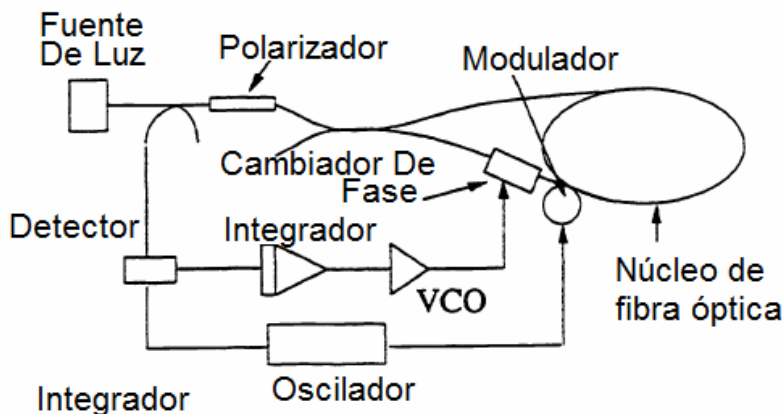 Fuente
De Luz
Polarizador
Modulador
Cambiador De
Fase
Detector
Integrador
VCO
Núcleo de
fibra óptica
Oscilador
Integrador